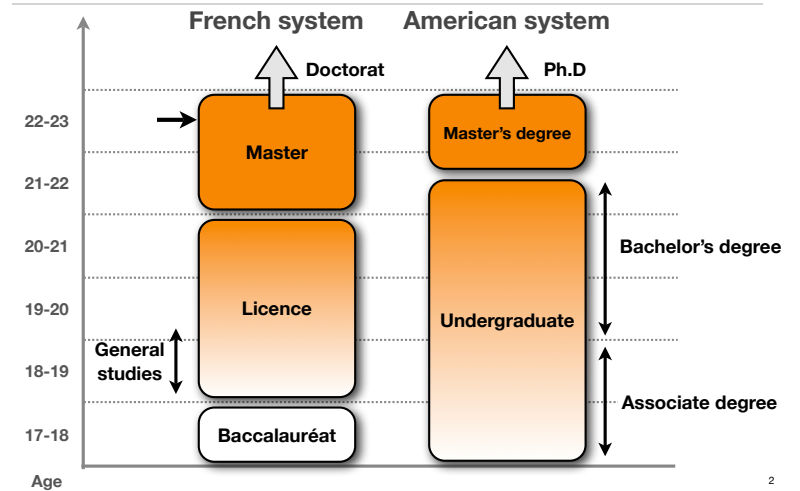 French system
American system
Doctorat
Ph.D
22-23
Master
Master's degree
21-22
20-21
Bachelor's degree
19-20
Licence
Undergraduate
General
studies
18-19
Associate degree
17-18
Baccalauréat
Age
2